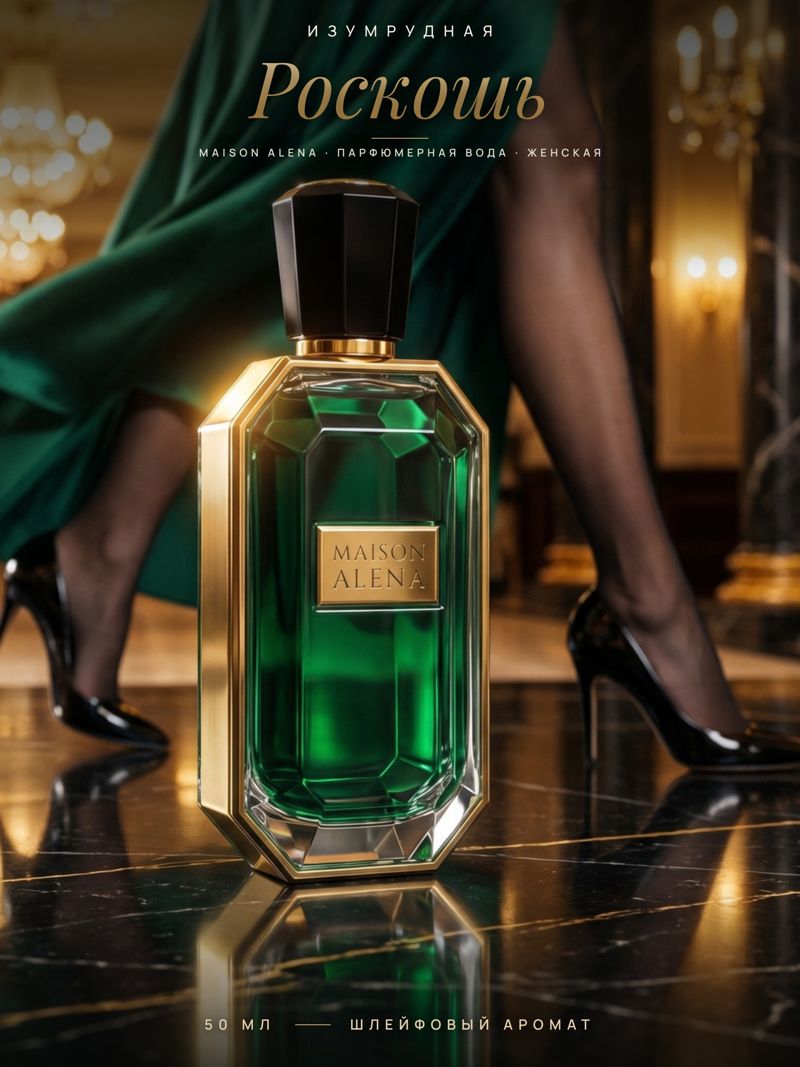 ИЗУМРУДНАЯ
Роскошь
MAISON ALENA · ПАРФЮМЕРНАЯ ВОДА · ЖЕНСКАЯ
MAISON
ALENA
50 МЛ — ШЛЕЙФОВЫЙ АРОМАТ